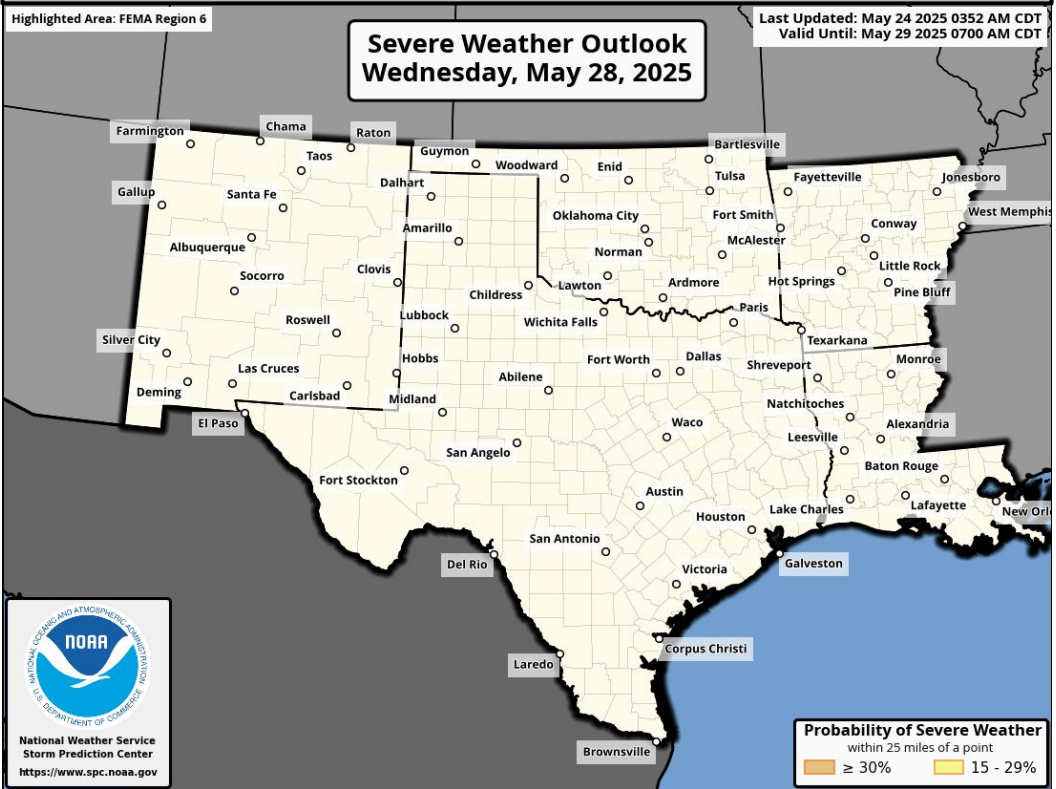 Highlighted Area: FEMA Region 6
Severe Weather Outlook
Wednesday, May 28, 2025
Last Updated: May 24 2025 0352 AM CDT
Valid Until: May 29 2025 0700 AM CDT
Farmington
Chama
Raton
Taos
Guymon
Woodward
Enid
Bartlesville
Tulsa
Fayetteville
Jonesboro
Gallup
Santa Fe
Dalhart
Amarillo
Oklahoma City
Fort Smith
West Memphis
Conway
Albuquerque
Norman
McAlester
Little Rock
Socorro
Clovis
Childress
Lawton
Ardmore
Hot Springs
Pine Bluff
Roswell
Lubbock
Wichita Falls
Paris
Texarkana
Silver City
Hobbs
Fort Worth
Dallas
Shreveport
Monroe
Las Cruces
Deming
Carlsbad
Midland
Abilene
Natchitoches
El Paso
Waco
Leesville
Alexandria
San Angelo
Fort Stockton
Baton Rouge
Austin
Houston
Lake Charles
Lafayette
New Orl
San Antonio
Del Rio
Victoria
Galveston
Laredo
Corpus Christi
Brownsville
NATIONAL OCEANIC AND ATMOSPHERIC ADMINISTRATION
NOAA
U.S. DEPARTMENT OF COMMERCE
National Weather Service
Storm Prediction Center
https://www.spc.noaa.gov
Probability of Severe Weather
within 25 miles of a point
≥ 30%
15 - 29%